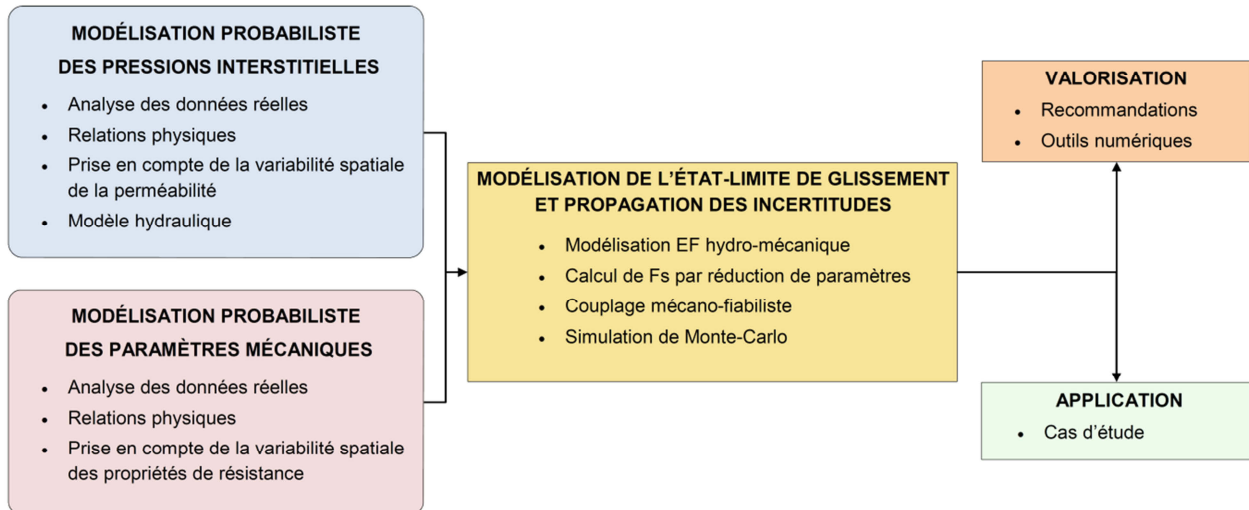 MODÉLISATION PROBABILISTE
DES PRESSIONS INTERSTITIELLES
• Analyse des données réelles
• Relations physiques
• Prise en compte de la variabilité spatiale
de la perméabilité
• Modèle hydraulique
MODÉLISATION PROBABILISTE
DES PARAMÈTRES MÉCANIQUES
• Analyse des données réelles
• Relations physiques
• Prise en compte de la variabilité spatiale
des propriétés de résistance
MODÉLISATION DE L'ÉTAT-LIMITE DE GLISSEMENT
ET PROPAGATION DES INCERTITUDES
• Modélisation EF hydro-mécanique
• Calcul de Fs par réduction de paramètres
• Couplage mécano-fiabiliste
• Simulation de Monte-Carlo
VALORISATION
• Recommandations
• Outils numériques
APPLICATION
• Cas d'étude